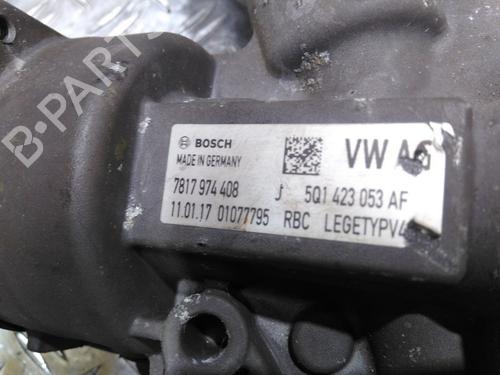 B-PARTS
BOSCH
MADE IN GERMANY
VW AG
7817 974 408 J 5Q1 423 053 AF
11.01.17 01077795 RBC LEGETYPV4